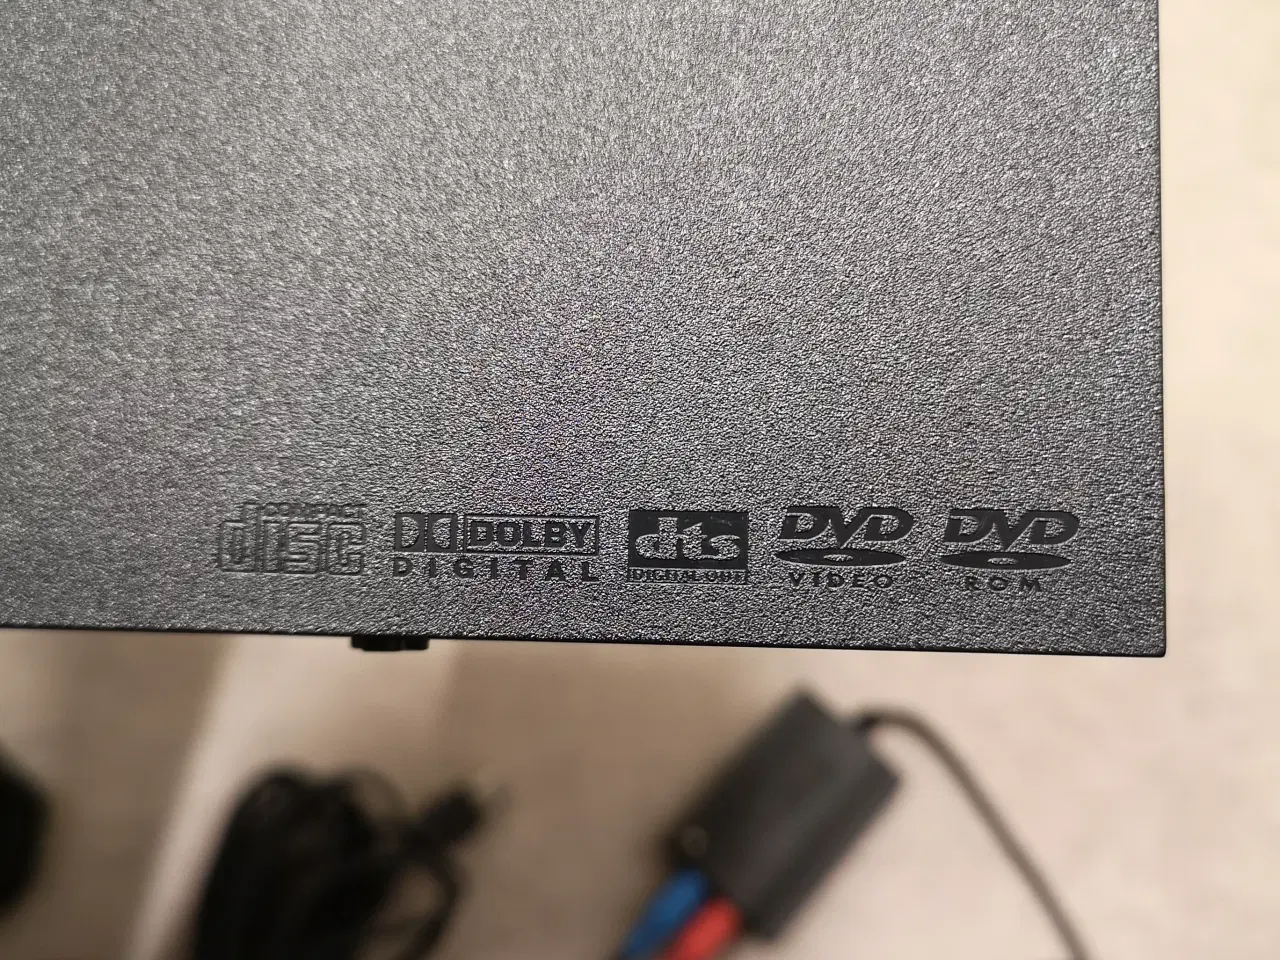 COMPACT
disc
DOLBY
DIGITAL
dts
DIGITAL OUT
DVD
VIDEO
DVD
ROM